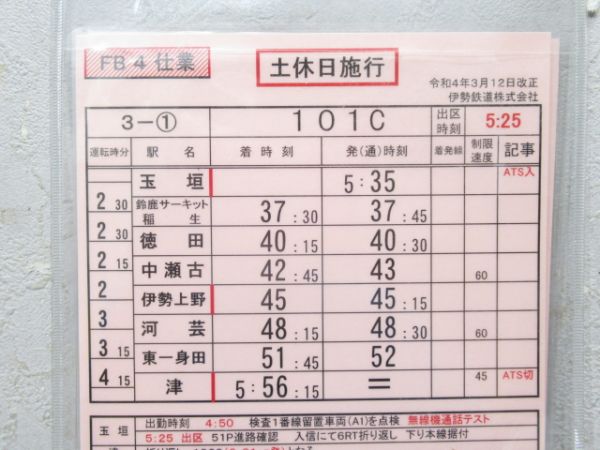 FB 4 仕業
土休日施行
令和4年3月12日改正
伊勢鉄道株式会社
3-① 101C 出区時刻 5:25
運転時分 駅名 着時刻 発(通)時刻 着発線 制限速度 記事
玉垣 5:35 ATS入
2 30 鈴鹿サーキット稲生 37:30 37:45
2 30 徳田 40:15 40:30
2 15 中瀬古 42:45 43 60
2 伊勢上野 45 45:15
3 河芸 48:15 48:30 60
3 15 東一身田 51:45 52
4 15 津 5:56:15 = 45 ATS切
玉垣 出勤時刻 4:50 検査1番線留置車両(A1)を点検 無線機通話テスト
5:25 出区 51P進路確認 入信にて6RT折り返し 下り本線据付